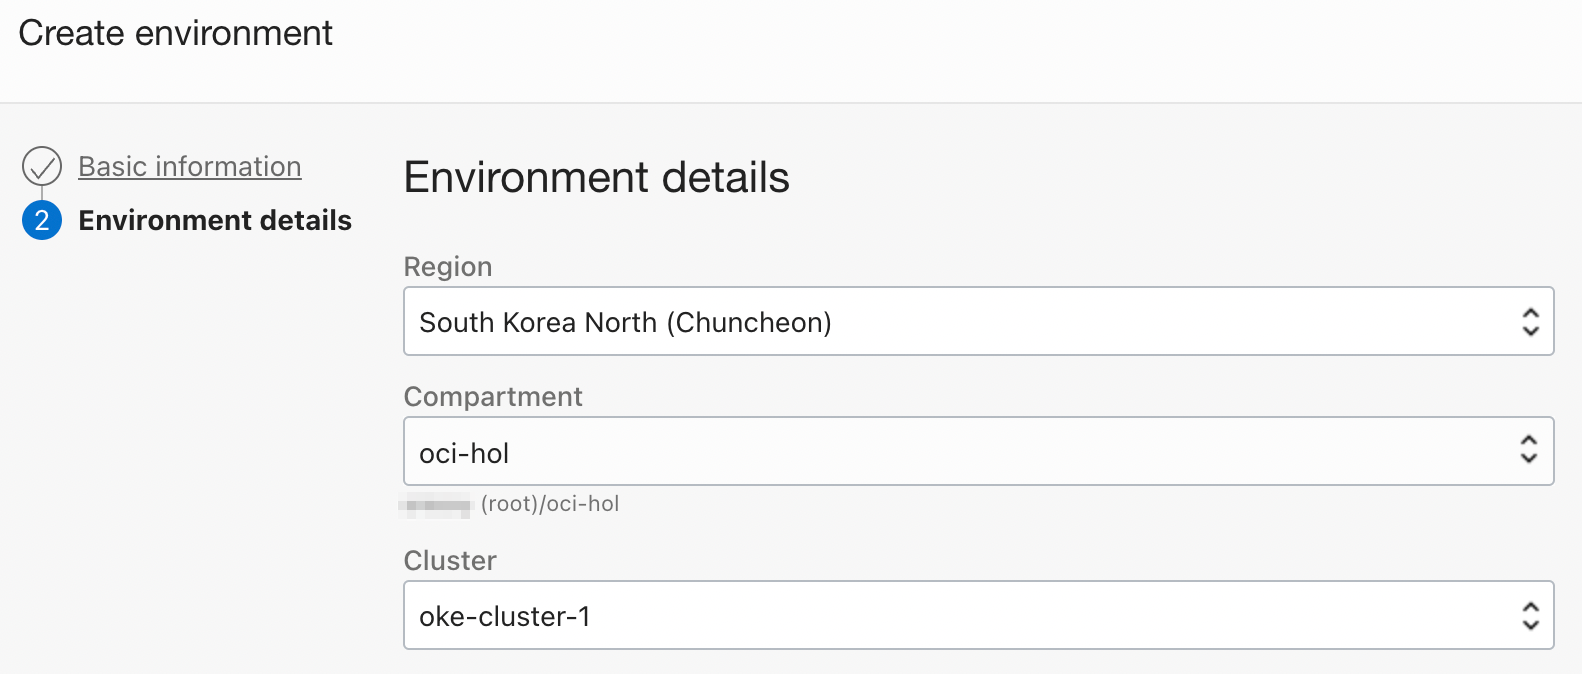 Create environment
Basic information
2 Environment details
Environment details
Region
South Korea North (Chuncheon)
Compartment
oci-hol
(root)/oci-hol
Cluster
oke-cluster-1